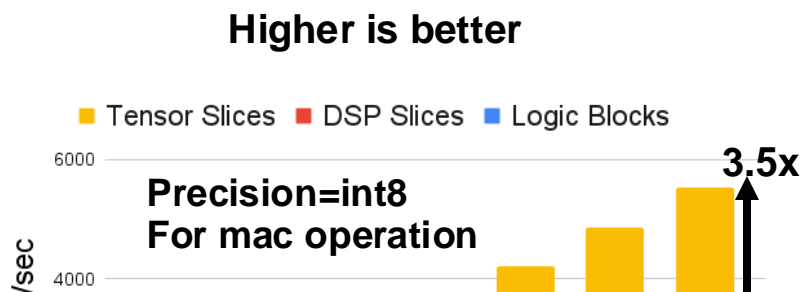 Higher is better
Tensor Slices DSP Slices Logic Blocks
6000
3.5x
Precision=int8
For mac operation
4000
/sec